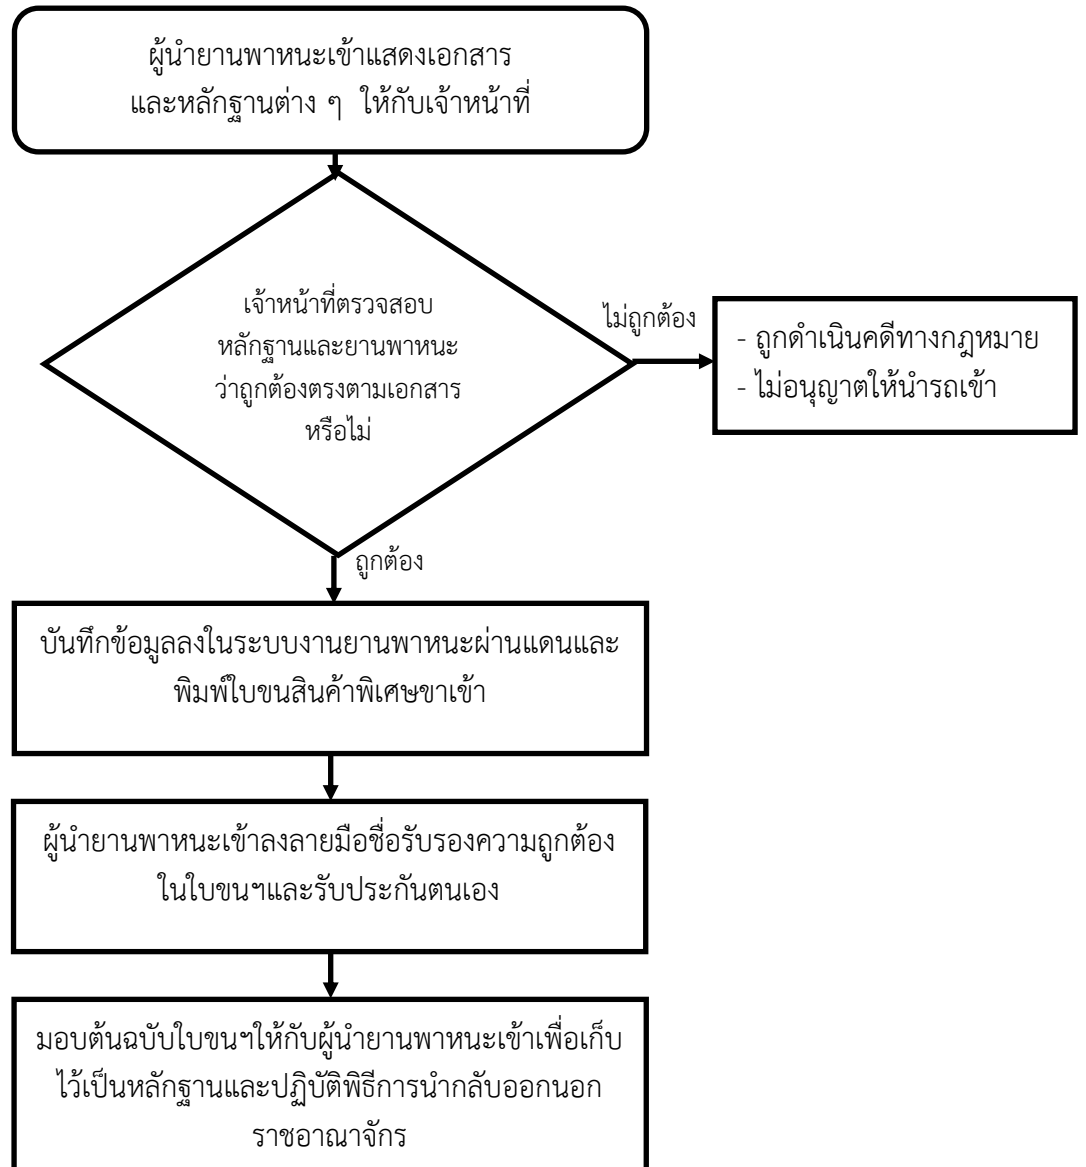 ผู้นำยานพาหนะเข้าแสดงเอกสาร
และหลักฐานต่าง ๆ ให้กับเจ้าหน้าที่
เจ้าหน้าที่ตรวจสอบ
หลักฐานและยานพาหนะ
ว่าถูกต้องตรงตามเอกสาร
หรือไม่
ไม่ถูกต้อง
- ถูกดำเนินคดีทางกฎหมาย
- ไม่อนุญาตให้นำรถเข้า
ถูกต้อง
บันทึกข้อมูลลงในระบบงานยานพาหนะผ่านแดนและ
พิมพ์ใบขนสินค้าพิเศษขาเข้า
ผู้นำยานพาหนะเข้าลงลายมือชื่อรับรองความถูกต้อง
ในใบขนฯและรับประกันตนเอง
มอบต้นฉบับใบขนฯให้กับผู้นำยานพาหนะเข้าเพื่อเก็บ
ไว้เป็นหลักฐานและปฏิบัติพิธีการนำกลับออกนอก
ราชอาณาจักร